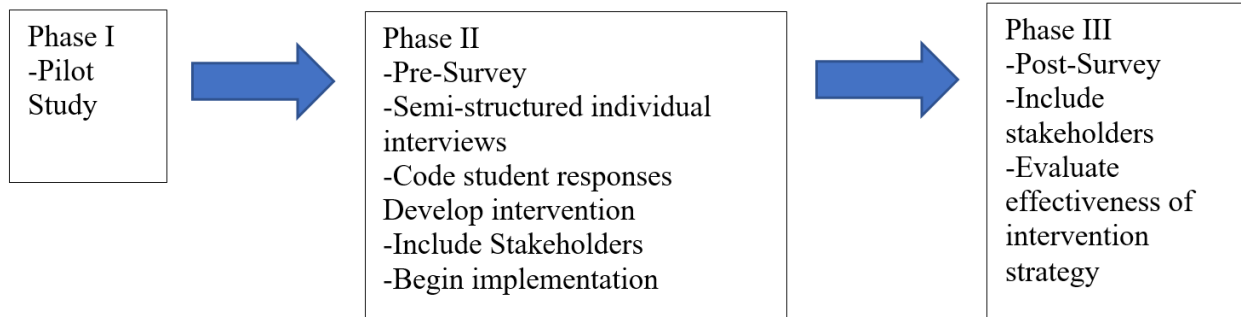 Phase I
-Pilot
Study
Phase II
-Pre-Survey
-Semi-structured individual
interviews
-Code student responses
Develop intervention
-Include Stakeholders
-Begin implementation
Phase III
-Post-Survey
-Include
stakeholders
-Evaluate
effectiveness of
intervention
strategy